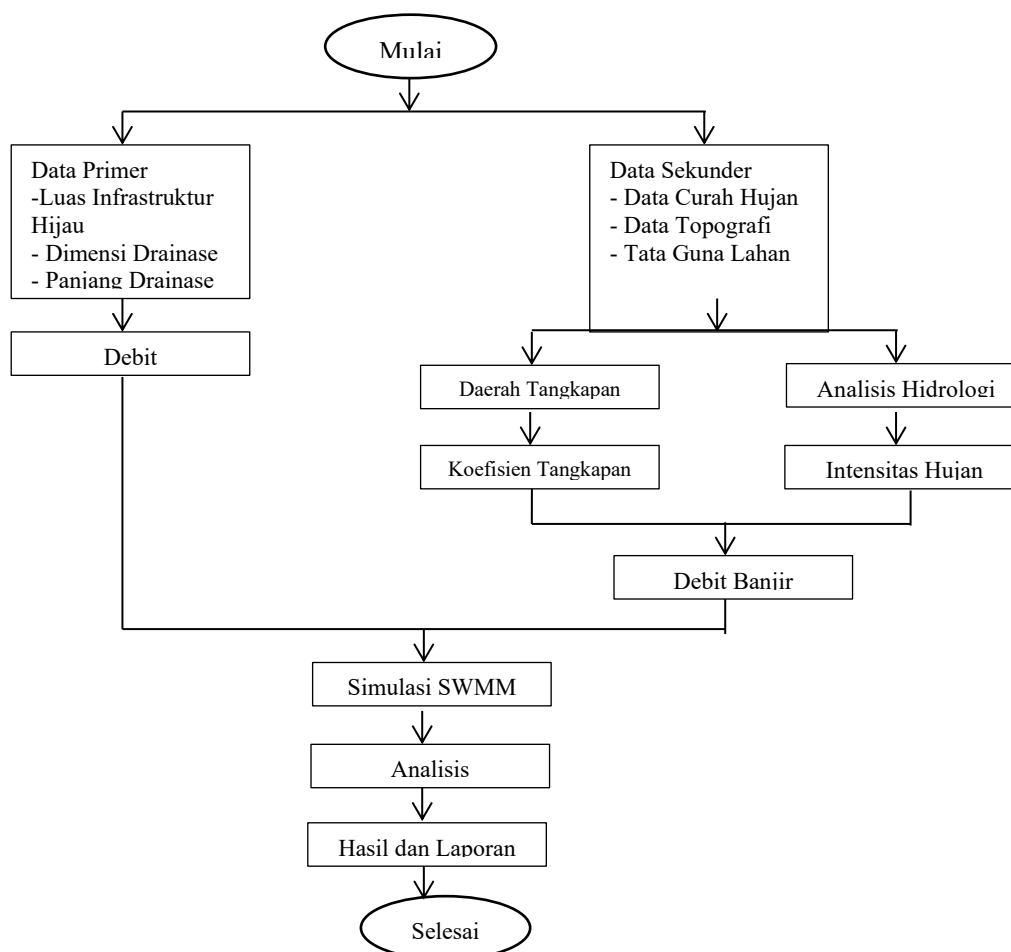 Mulai
Data Primer
-Luas Infrastruktur
Hijau
- Dimensi Drainase
- Panjang Drainase
Data Sekunder
- Data Curah Hujan
- Data Topografi
- Tata Guna Lahan
Debit
Daerah Tangkapan
Analisis Hidrologi
Koefisien Tangkapan
Intensitas Hujan
Debit Banjir
Simulasi SWMM
Analisis
Hasil dan Laporan
Selesai